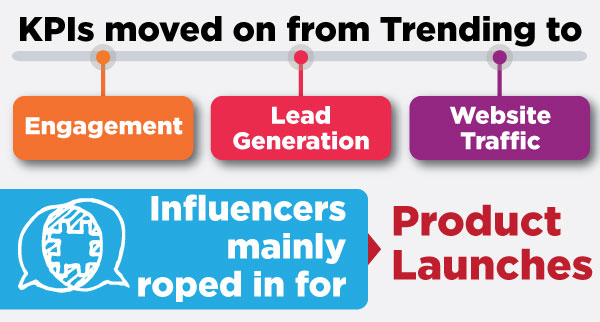 KPIs moved on from Trending to
Engagement
Lead
Generation
Website
Traffic
Influencers
mainly
roped in for
Product
Launches